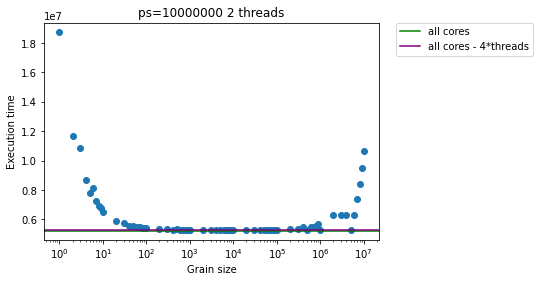 ps=10000000 2 threads
1e7
1.8
1.6
1.4
1.2
1.0
0.8
0.6
Execution time
10⁰ 10¹ 10² 10³ 10⁴ 10⁵ 10⁶ 10⁷
Grain size
all cores
all cores - 4*threads